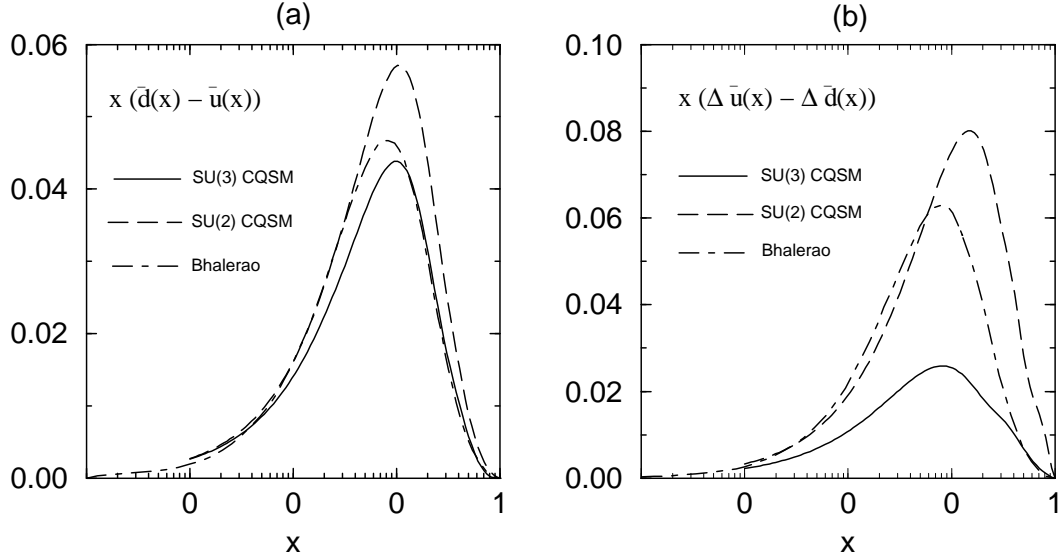 (a)
0.06
0.04
0.02
0.00
x (d̄(x) − ū(x))
SU(3) CQSM
SU(2) CQSM
Bhalerao
0 0 0 1
x
(b)
0.10
0.08
0.06
0.04
0.02
0.00
x (Δ ū(x) − Δ d̄(x))
SU(3) CQSM
SU(2) CQSM
Bhalerao
0 0 0 1
x